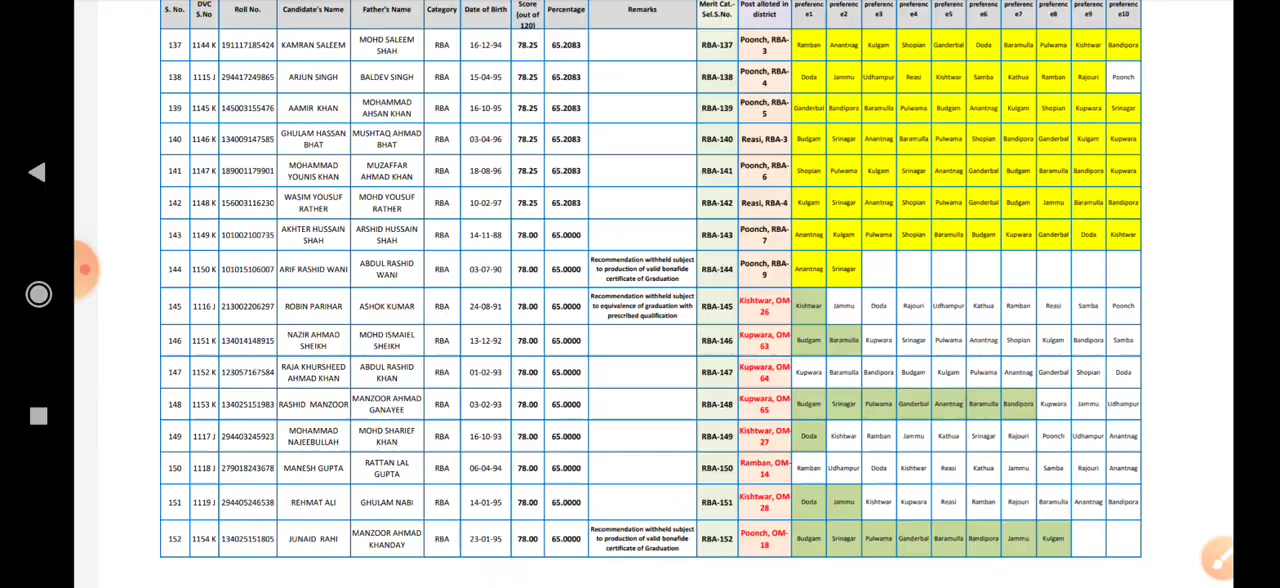 S. No. DVC S.No Roll No. Candidate's Name Father's Name Category Date of Birth Score (out of 120) Percentage Remarks Merit Cat.- Sel.S.No. Post alloted in district preferenc e1 preferenc e2 preferenc e3 preferenc e4 preferenc e5 preferenc e6 preferenc e7 preferenc e8 preferenc e9 preferenc e10
137 1144 K 191117185424 KAMRAN SALEEM MOHD SALEEM SHAH RBA 16-12-94 78.25 65.2083 RBA-137 Poonch, RBA-3 Ramban Anantnag Kulgam Shopian Ganderbal Doda Baramulla Pulwama Kishtwar Bandipora
138 1115 J 294417249865 ARJUN SINGH BALDEV SINGH RBA 15-04-95 78.25 65.2083 RBA-138 Poonch, RBA-4 Doda Jammu Udhampur Reasi Kishtwar Samba Kathua Ramban Rajouri Poonch
139 1145 K 145003155476 AAMIR KHAN MOHAMMAD AHSAN KHAN RBA 16-10-95 78.25 65.2083 RBA-139 Poonch, RBA-5 Ganderbal Bandipora Baramulla Pulwama Budgam Anantnag Kulgam Shopian Kupwara Srinagar
140 1146 K 134009147585 GHULAM HASSAN BHAT MUSHTAQ AHMAD BHAT RBA 03-04-96 78.25 65.2083 RBA-140 Reasi, RBA-3 Budgam Srinagar Anantnag Baramulla Pulwama Shopian Bandipora Ganderbal Kulgam Kupwara
141 1147 K 189001179901 MOHAMMAD YOUNIS KHAN MUZAFFAR AHMAD KHAN RBA 18-08-96 78.25 65.2083 RBA-141 Poonch, RBA-6 Shopian Pulwama Kulgam Srinagar Anantnag Ganderbal Budgam Baramulla Bandipora Kupwara
142 1148 K 156003116230 WASIM YOUSUF RATHER MOHD YOUSUF RATHER RBA 10-02-97 78.25 65.2083 RBA-142 Reasi, RBA-4 Kulgam Srinagar Anantnag Shopian Pulwama Ganderbal Budgam Jammu Baramulla Bandipora
143 1149 K 101002100735 AKHTER HUSSAIN SHAH ARSHID HUSSAIN SHAH RBA 14-11-88 78.00 65.0000 RBA-143 Poonch, RBA-7 Anantnag Kulgam Pulwama Shopian Baramulla Budgam Kupwara Ganderbal Doda Kishtwar
144 1150 K 101015106007 ARIF RASHID WANI ABDUL RASHID WANI RBA 03-07-90 78.00 65.0000 Recommendation withheld subject to production of valid bonafide certificate of Graduation RBA-144 Poonch, RBA-9 Anantnag Srinagar
145 1116 J 213002206297 ROBIN PARIHAR ASHOK KUMAR RBA 24-08-91 78.00 65.0000 Recommendation withheld subject to equivalence of graduation with prescribed qualification RBA-145 Kishtwar, OM-26 Kishtwar Jammu Doda Rajouri Udhampur Kathua Ramban Reasi Samba Poonch
146 1151 K 134014148915 NAZIR AHMAD SHEIKH MOHD ISMAIEL SHEIKH RBA 13-12-92 78.00 65.0000 RBA-146 Kupwara, OM-63 Budgam Baramulla Kupwara Srinagar Pulwama Anantnag Shopian Kulgam Bandipora Samba
147 1152 K 123057167584 RAJA KHURSHEED AHMAD KHAN ABDUL RASHID KHAN RBA 01-02-93 78.00 65.0000 RBA-147 Kupwara, OM-64 Kupwara Baramulla Bandipora Budgam Kulgam Pulwama Anantnag Ganderbal Shopian Doda
148 1153 K 134025151983 RASHID MANZOOR MANZOOR AHMAD GANAYEE RBA 03-02-93 78.00 65.0000 RBA-148 Kupwara, OM-65 Budgam Srinagar Pulwama Ganderbal Anantnag Baramulla Bandipora Kupwara Jammu Udhampur
149 1117 J 294403245923 MOHAMMAD NAJEEBULLAH MOHD SHARIEF KHAN RBA 16-10-93 78.00 65.0000 RBA-149 Kishtwar, OM-27 Doda Kishtwar Ramban Jammu Kathua Srinagar Rajouri Poonch Udhampur Anantnag
150 1118 J 279018243678 MANESH GUPTA RATTAN LAL GUPTA RBA 06-04-94 78.00 65.0000 RBA-150 Ramban, OM-14 Ramban Udhampur Doda Kishtwar Reasi Kathua Jammu Samba Rajouri Anantnag
151 1119 J 294405246538 REHMAT ALI GHULAM NABI RBA 14-01-95 78.00 65.0000 RBA-151 Kishtwar, OM-28 Doda Jammu Kishtwar Kupwara Reasi Ramban Rajouri Baramulla Anantnag Bandipora
152 1154 K 134025151805 JUNAID RAHI MANZOOR AHMAD KHANDAY RBA 23-01-95 78.00 65.0000 Recommendation withheld subject to production of valid bonafide certificate of Graduation RBA-152 Poonch, OM-18 Budgam Srinagar Pulwama Ganderbal Bandipora Anantnag Jammu Kulgam